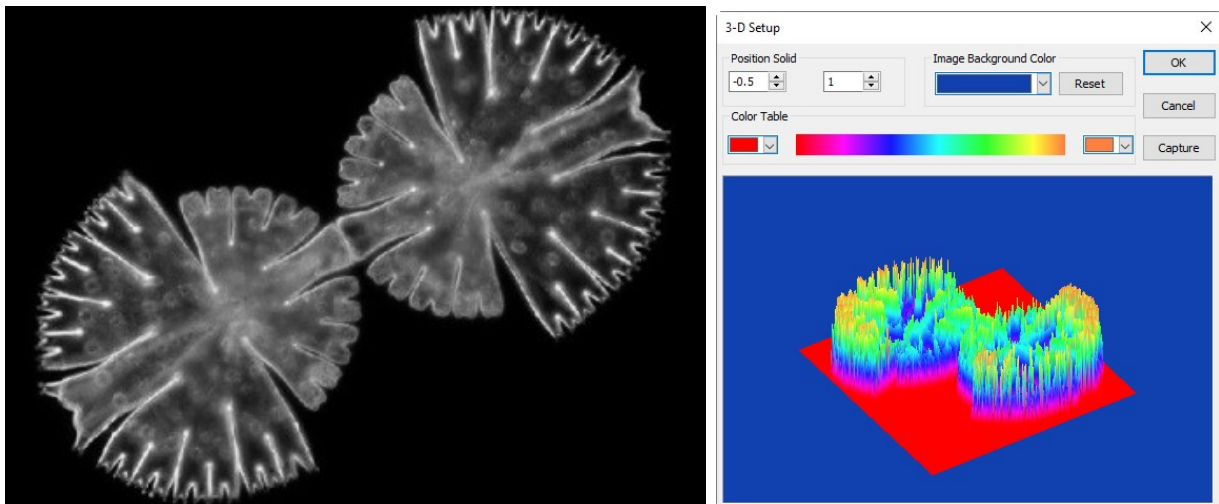 3-D Setup
Position Solid
-0.5
1
Image Background Color
Reset
OK
Cancel
Color Table
Capture